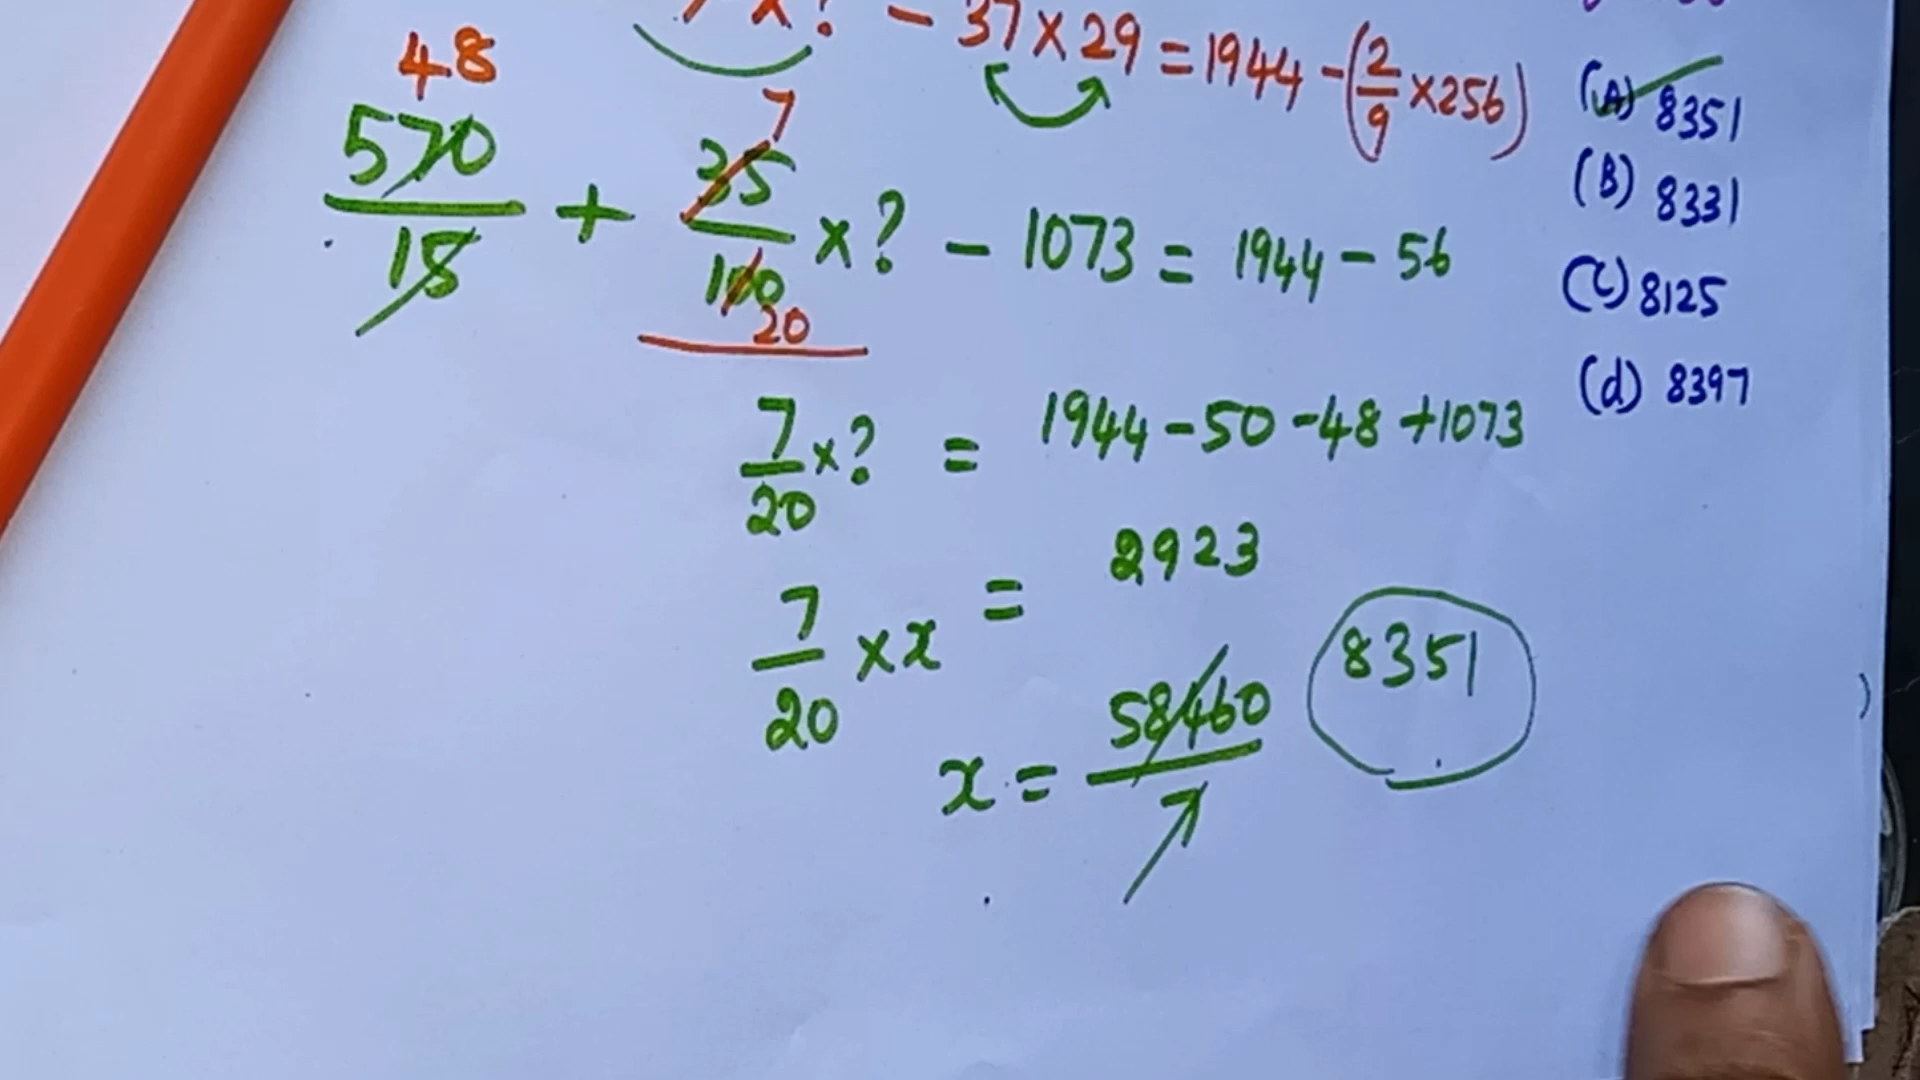 x? - 37 x 29 = 1944 - (2/9 x 256)
48
7
570/15 + 35/100 x ? - 1073 = 1944 - 56
20
7/20 x ? = 1944 - 50 - 48 + 1073
7/20 x x = 2923
x = 58460/7
8351
(A) 8351
(B) 8331
(C) 8125
(d) 8397